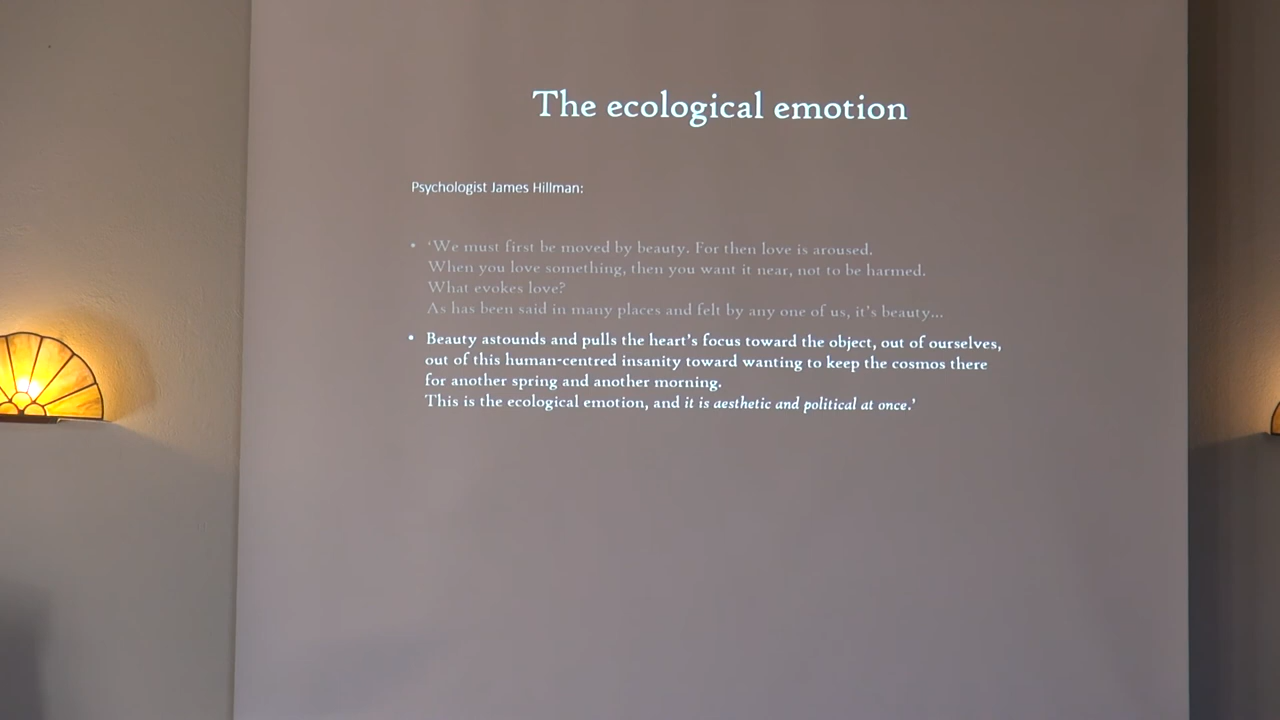 The ecological emotion
Psychologist James Hillman:
• ‘We must first be moved by beauty. For then love is aroused.
When you love something, then you want it near, not to be harmed.
What evokes love?
As has been said in many places and felt by any one of us, it's beauty...
• Beauty astounds and pulls the heart's focus toward the object, out of ourselves,
out of this human-centred insanity toward wanting to keep the cosmos there
for another spring and another morning.
This is the ecological emotion, and it is aesthetic and political at once.’